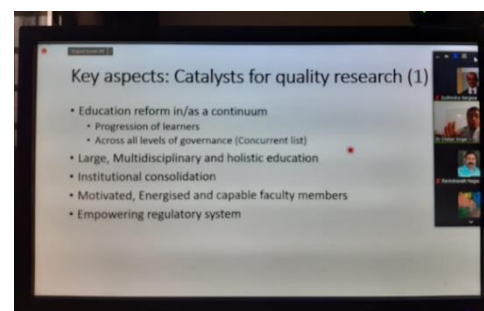 Key aspects: Catalysts for quality research (1)
• Education reform in/as a continuum
• Progression of learners
• Across all levels of governance (Concurrent list)
• Large, Multidisciplinary and holistic education
• Institutional consolidation
• Motivated, Energised and capable faculty members
• Empowering regulatory system